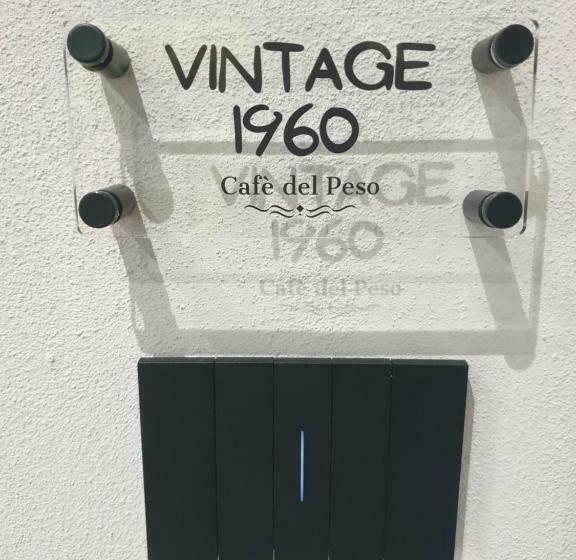 VINTAGE
1960
Cafè del Peso